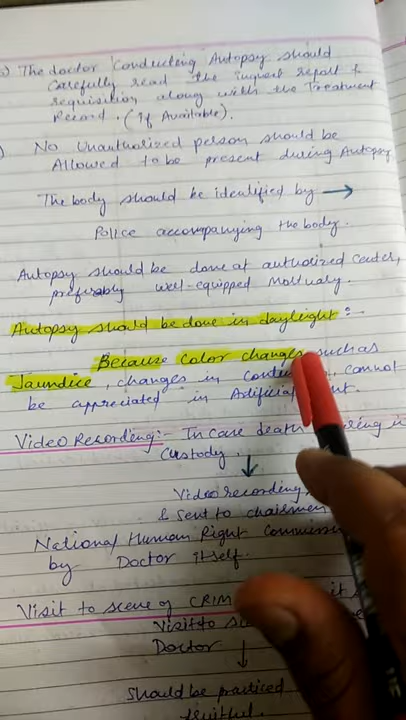 ) The doctor Conducting Autopsy should
Carefully read the inquest report &
requisition along with the Treatment
Record. (if Available).
) No Unauthorized person should be
Allowed to be present during Autopsy
The body should be identified by →
Police accompanying the body.
Autopsy should be done at authorized center,
preferably well-equipped mortuary.
Autopsy should be done in daylight :-
Because color changes such as
Jaundice, changes in cannot
be appreciated in
Video Recording:- In case death
Custody. ↓
Video recording
& sent to chairmen
National Human Right
by Doctor itself.
Visit to scene of CRIM
Visit to
Doctor ↓
should be practiced
fruitful.